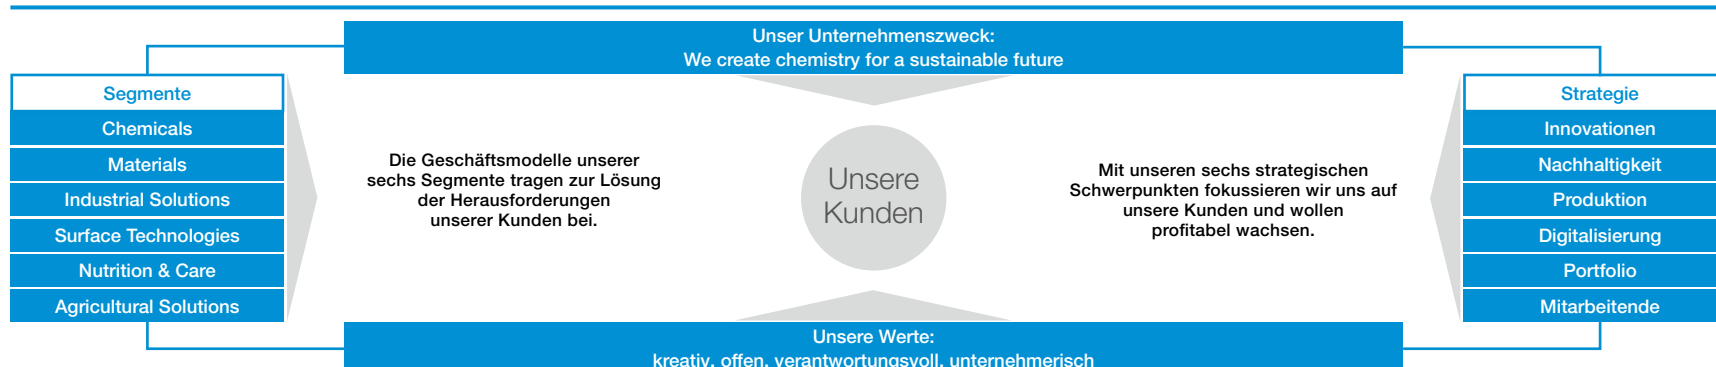 Unser Unternehmenszweck:
We create chemistry for a sustainable future
Segmente
Chemicals
Materials
Industrial Solutions
Surface Technologies
Nutrition & Care
Agricultural Solutions
Die Geschäftsmodelle unserer
sechs Segmente tragen zur Lösung
der Herausforderungen
unserer Kunden bei.
Unsere
Kunden
Mit unseren sechs strategischen
Schwerpunkten fokussieren wir uns auf
unsere Kunden und wollen
profitabel wachsen.
Strategie
Innovationen
Nachhaltigkeit
Produktion
Digitalisierung
Portfolio
Mitarbeitende
Unsere Werte:
kreativ, offen, verantwortungsvoll, unternehmerisch